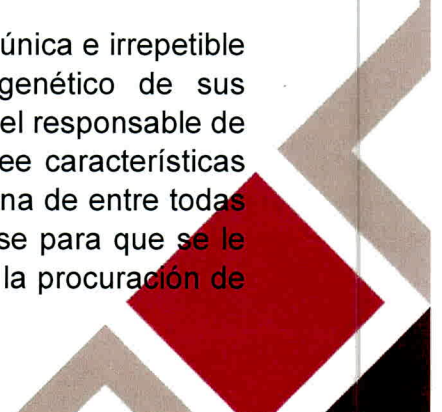 única e irrepetible
genético de sus
el responsable de
ee características
na de entre todas
se para que se le
la procuración de